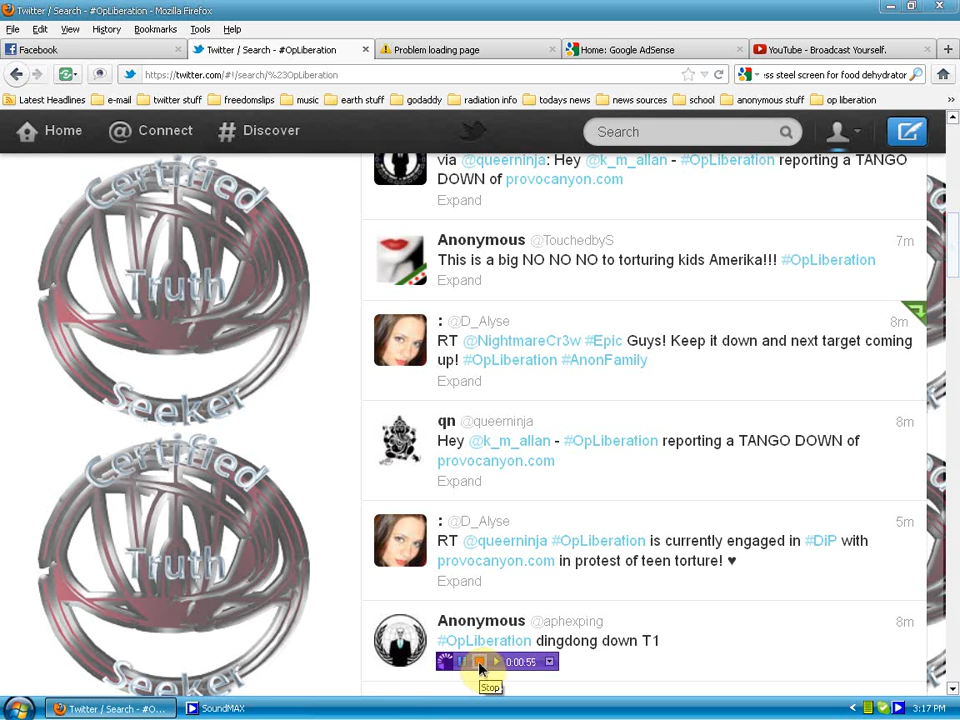 Twitter / Search - #OpLiberation - Mozilla Firefox
File Edit View History Bookmarks Tools Help
Facebook
Twitter / Search - #OpLiberation
Problem loading page
Home: Google AdSense
YouTube - Broadcast Yourself.
https://twitter.com/#!/search/%23OpLiberation
ss steel screen for food dehydrator
Latest Headlines e-mail twitter stuff freedomslips music earth stuff godaddy radiation info todays news news sources school anonymous stuff op liberation
Home Connect Discover Search
Certified
Truth
Seeker
Certified
Truth
Seeker
via @queerninja: Hey @k_m_allan - #OpLiberation reporting a TANGO
DOWN of provocanyon.com
Expand
Anonymous @TouchedbyS 7m
This is a big NO NO NO to torturing kids Amerika!!! #OpLiberation
Expand
: @D_Alyse 8m
RT @NightmareCr3w #Epic Guys! Keep it down and next target coming
up! #OpLiberation #AnonFamily
Expand
qn @queerninja 8m
Hey @k_m_allan - #OpLiberation reporting a TANGO DOWN of
provocanyon.com
Expand
: @D_Alyse 5m
RT @queerninja #OpLiberation is currently engaged in #DiP with
provocanyon.com in protest of teen torture! ♥
Expand
Anonymous @aphexping 8m
#OpLiberation dingdong down T1
0:00:55
Stop
Twitter / Search - #O...
SoundMAX
3:17 PM